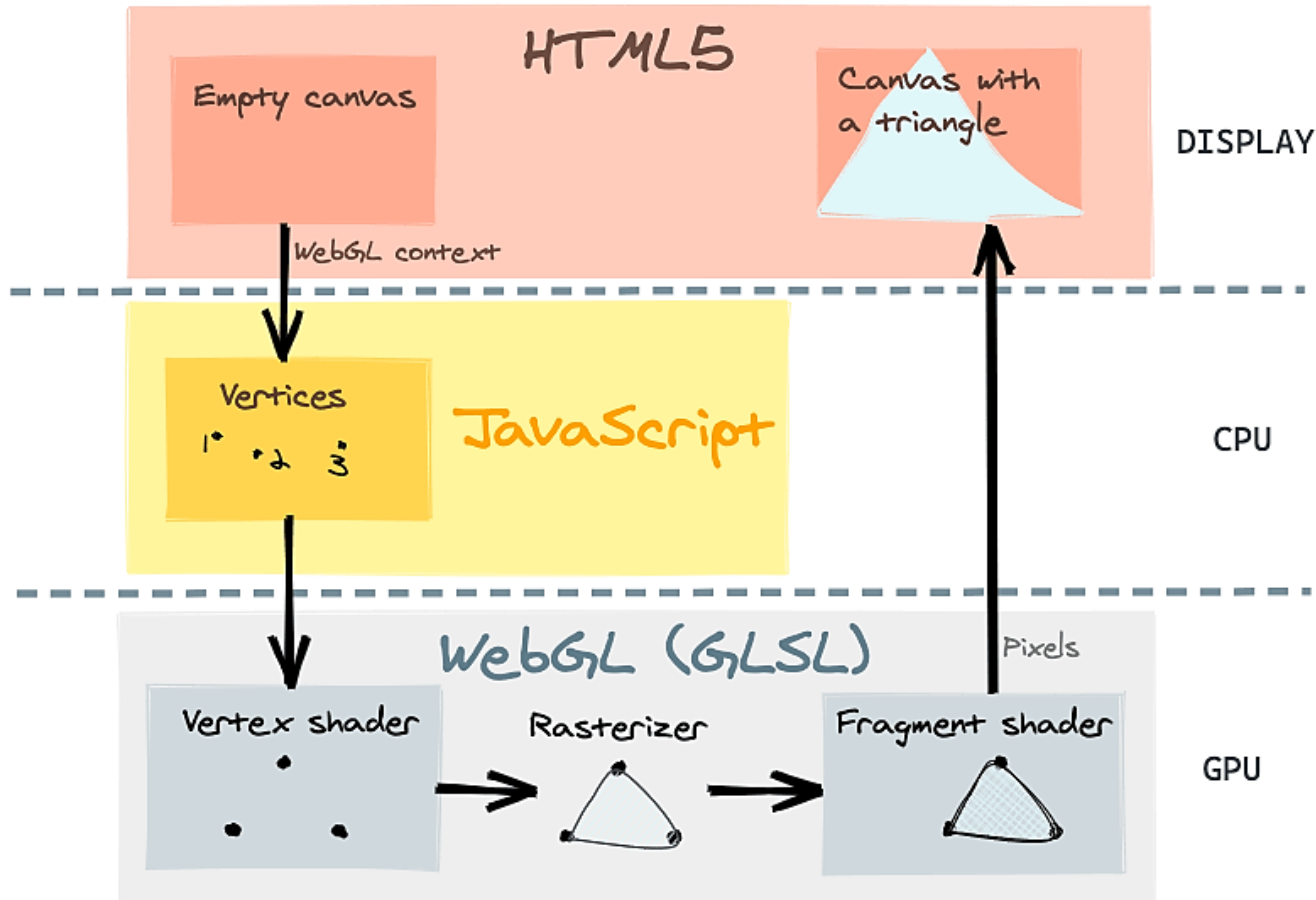 HTML5
Empty canvas
Canvas with
a triangle
DISPLAY
WebGL context
Vertices
1
2
3
JavaScript
CPU
WebGL (GLSL)
Pixels
Vertex shader
Rasterizer
Fragment shader
GPU